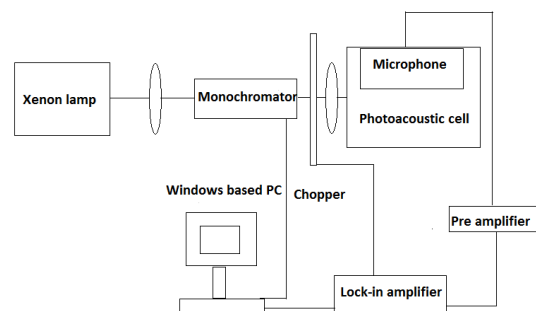 Xenon lamp
Monochromator
Microphone
Photoacoustic cell
Windows based PC
Chopper
Pre amplifier
Lock-in amplifier